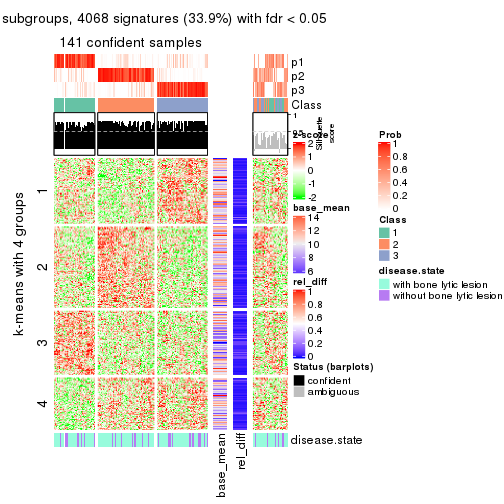 subgroups, 4068 signatures (33.9%) with fdr < 0.05
141 confident samples
p1
p2
p3
Class
1
0.5
0
Silhouette
score
k-means with 4 groups
1
2
3
4
disease.state
base_mean
rel_diff
z-score
2
1
0
-1
-2
base_mean
14
12
10
8
6
rel_diff
1
0.8
0.6
0.4
0.2
0
Status (barplots)
confident
ambiguous
Prob
1
0.8
0.6
0.4
0.2
0
Class
1
2
3
disease.state
with bone lytic lesion
without bone lytic lesion